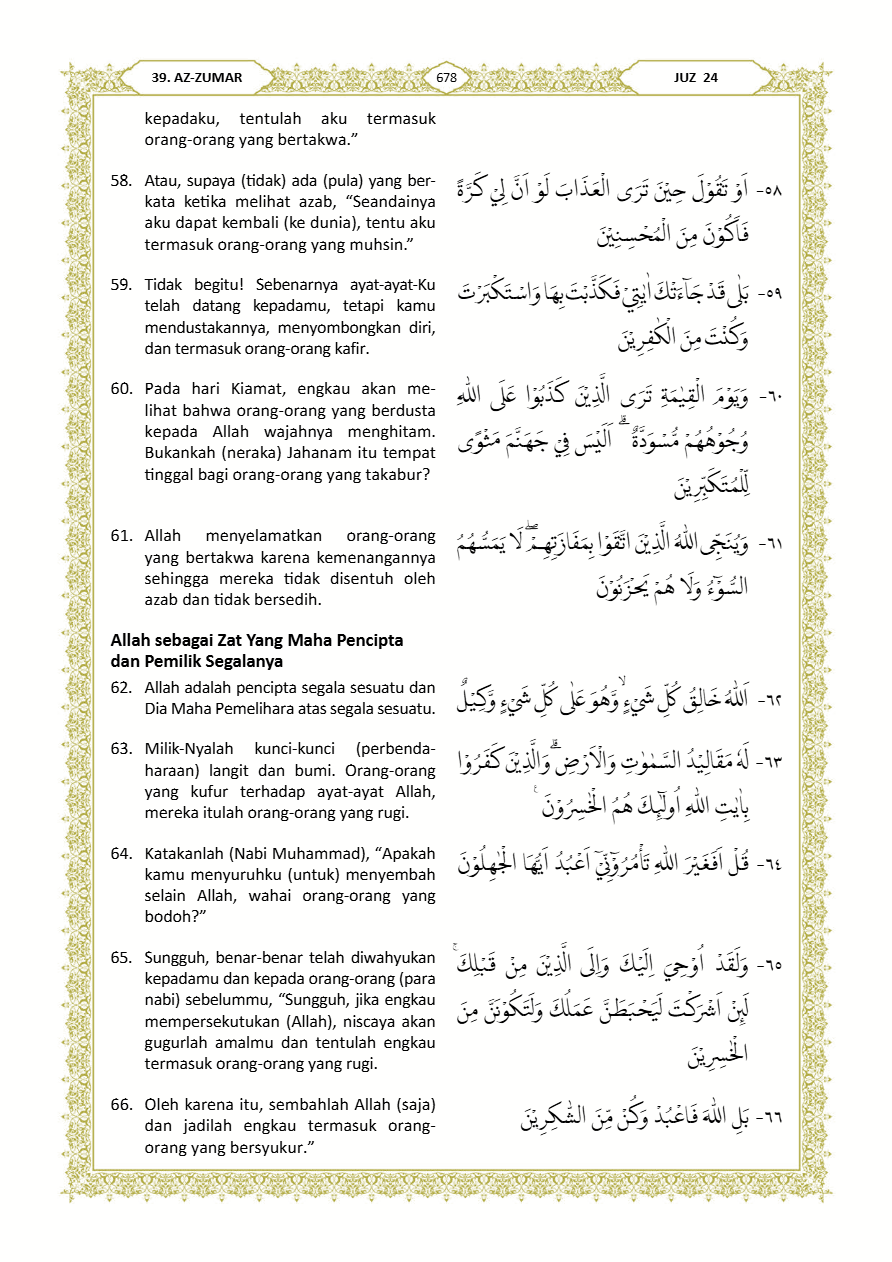 39. AZ-ZUMAR
678
JUZ 24
kepadaku, tentulah aku termasuk
orang-orang yang bertakwa.”
58. Atau, supaya (tidak) ada (pula) yang ber-
kata ketika melihat azab, “Seandainya
aku dapat kembali (ke dunia), tentu aku
termasuk orang-orang yang muhsin.”
٥٨- اَوْ تَقُوْلَ حِيْنَ تَرَى الْعَذَابَ لَوْ اَنَّ لِيْ كَرَّةً
فَاَكُوْنَ مِنَ الْمُحْسِنِيْنَ
59. Tidak begitu! Sebenarnya ayat-ayat-Ku
telah datang kepadamu, tetapi kamu
mendustakannya, menyombongkan diri,
dan termasuk orang-orang kafir.
٥٩- بَلٰى قَدْ جَاۤءَتْكَ اٰيٰتِيْ فَكَذَّبْتَ بِهَا وَاسْتَكْبَرْتَ
وَكُنْتَ مِنَ الْكٰفِرِيْنَ
60. Pada hari Kiamat, engkau akan me-
lihat bahwa orang-orang yang berdusta
kepada Allah wajahnya menghitam.
Bukankah (neraka) Jahanam itu tempat
tinggal bagi orang-orang yang takabur?
٦٠- وَيَوْمَ الْقِيٰمَةِ تَرَى الَّذِيْنَ كَذَبُوْا عَلَى اللّٰهِ
وُجُوْهُهُمْ مُّسْوَدَّةٌ ۗ اَلَيْسَ فِيْ جَهَنَّمَ مَثْوًى
لِّلْمُتَكَبِّرِيْنَ
61. Allah menyelamatkan orang-orang
yang bertakwa karena kemenangannya
sehingga mereka tidak disentuh oleh
azab dan tidak bersedih.
٦١- وَيُنَجِّى اللّٰهُ الَّذِيْنَ اتَّقَوْا بِمَفَازَتِهِمْۖ لَا يَمَسُّهُمُ
السُّوْۤءُ وَلَا هُمْ يَحْزَنُوْنَ
Allah sebagai Zat Yang Maha Pencipta
dan Pemilik Segalanya
62. Allah adalah pencipta segala sesuatu dan
Dia Maha Pemelihara atas segala sesuatu.
٦٢- اَللّٰهُ خَالِقُ كُلِّ شَيْءٍ ۙوَّهُوَ عَلٰى كُلِّ شَيْءٍ وَّكِيْلٌ
63. Milik-Nyalah kunci-kunci (perbenda-
haraan) langit dan bumi. Orang-orang
yang kufur terhadap ayat-ayat Allah,
mereka itulah orang-orang yang rugi.
٦٣- لَهٗ مَقَالِيْدُ السَّمٰوٰتِ وَالْاَرْضِۗ وَالَّذِيْنَ كَفَرُوْا
بِاٰيٰتِ اللّٰهِ اُولٰۤىِٕكَ هُمُ الْخٰسِرُوْنَ ࣖ
64. Katakanlah (Nabi Muhammad), “Apakah
kamu menyuruhku (untuk) menyembah
selain Allah, wahai orang-orang yang
bodoh?”
٦٤- قُلْ اَفَغَيْرَ اللّٰهِ تَأْمُرُوْۤنِّيْٓ اَعْبُدُ اَيُّهَا الْجٰهِلُوْنَ
65. Sungguh, benar-benar telah diwahyukan
kepadamu dan kepada orang-orang (para
nabi) sebelummu, “Sungguh, jika engkau
mempersekutukan (Allah), niscaya akan
gugurlah amalmu dan tentulah engkau
termasuk orang-orang yang rugi.
٦٥- وَلَقَدْ اُوْحِيَ اِلَيْكَ وَاِلَى الَّذِيْنَ مِنْ قَبْلِكَۚ
لَىِٕنْ اَشْرَكْتَ لَيَحْبَطَنَّ عَمَلُكَ وَلَتَكُوْنَنَّ مِنَ
الْخٰسِرِيْنَ
66. Oleh karena itu, sembahlah Allah (saja)
dan jadilah engkau termasuk orang-
orang yang bersyukur.”
٦٦- بَلِ اللّٰهَ فَاعْبُدْ وَكُنْ مِّنَ الشّٰكِرِيْنَ